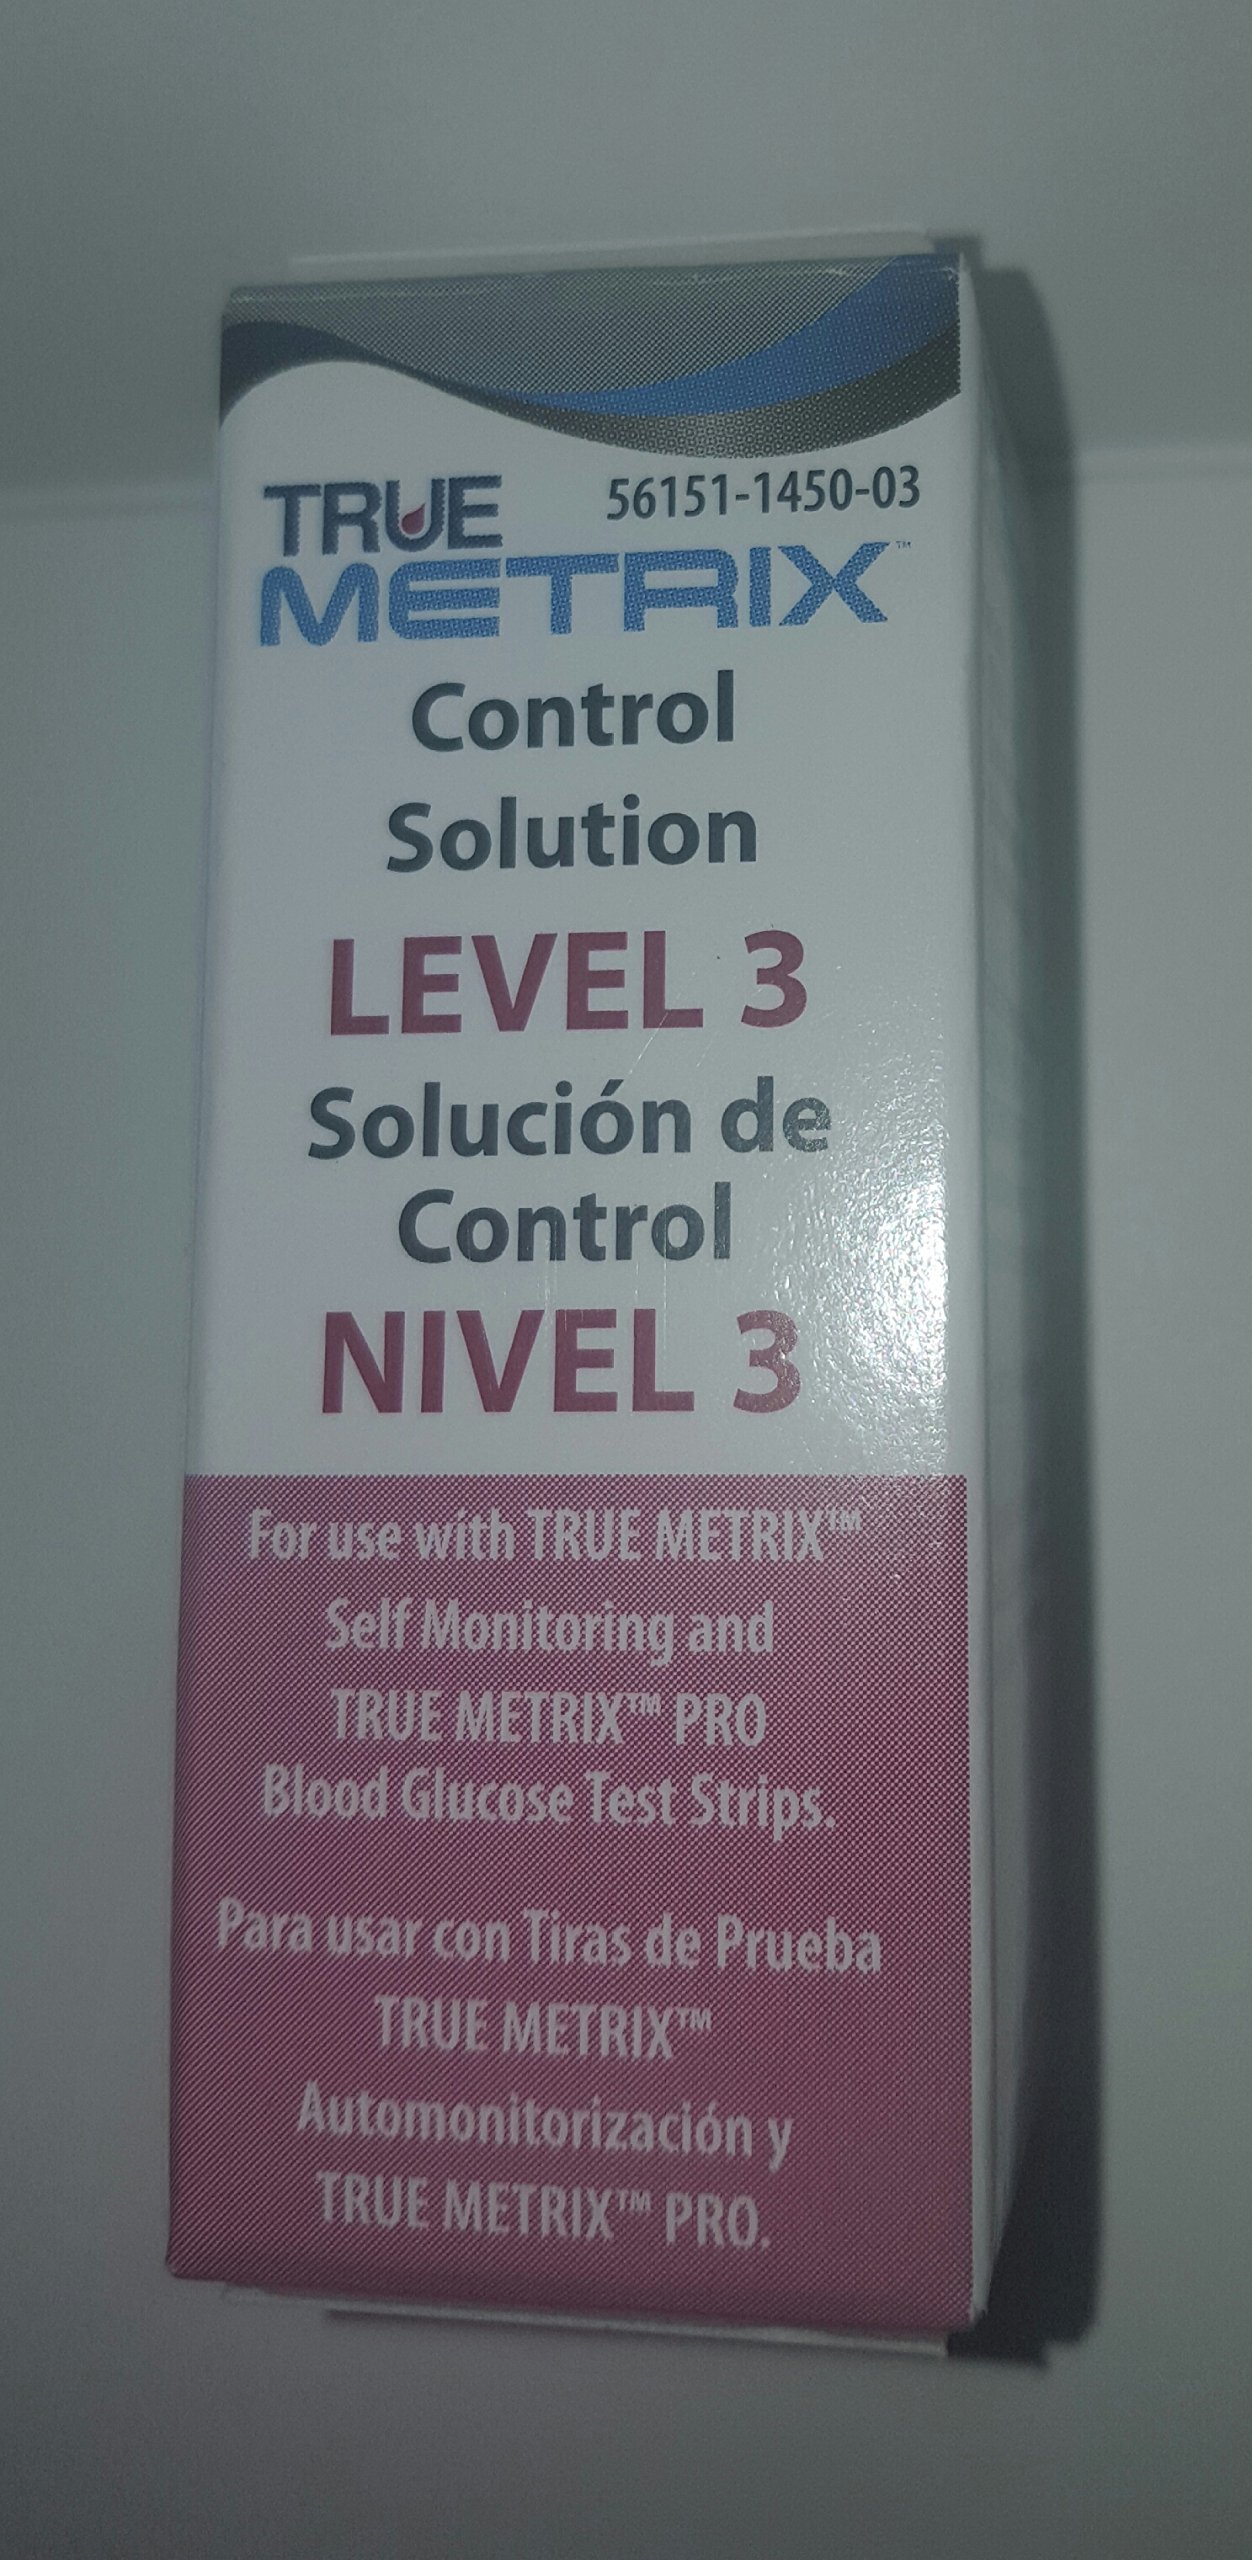 TRUE 56151-1450-03
METRIX™
Control
Solution
LEVEL 3
Solución de
Control
NIVEL 3
For use with TRUE METRIX™
Self Monitoring and
TRUE METRIX™ PRO
Blood Glucose Test Strips.
Para usar con Tiras de Prueba
TRUE METRIX™
Automonitorización y
TRUE METRIX™ PRO.